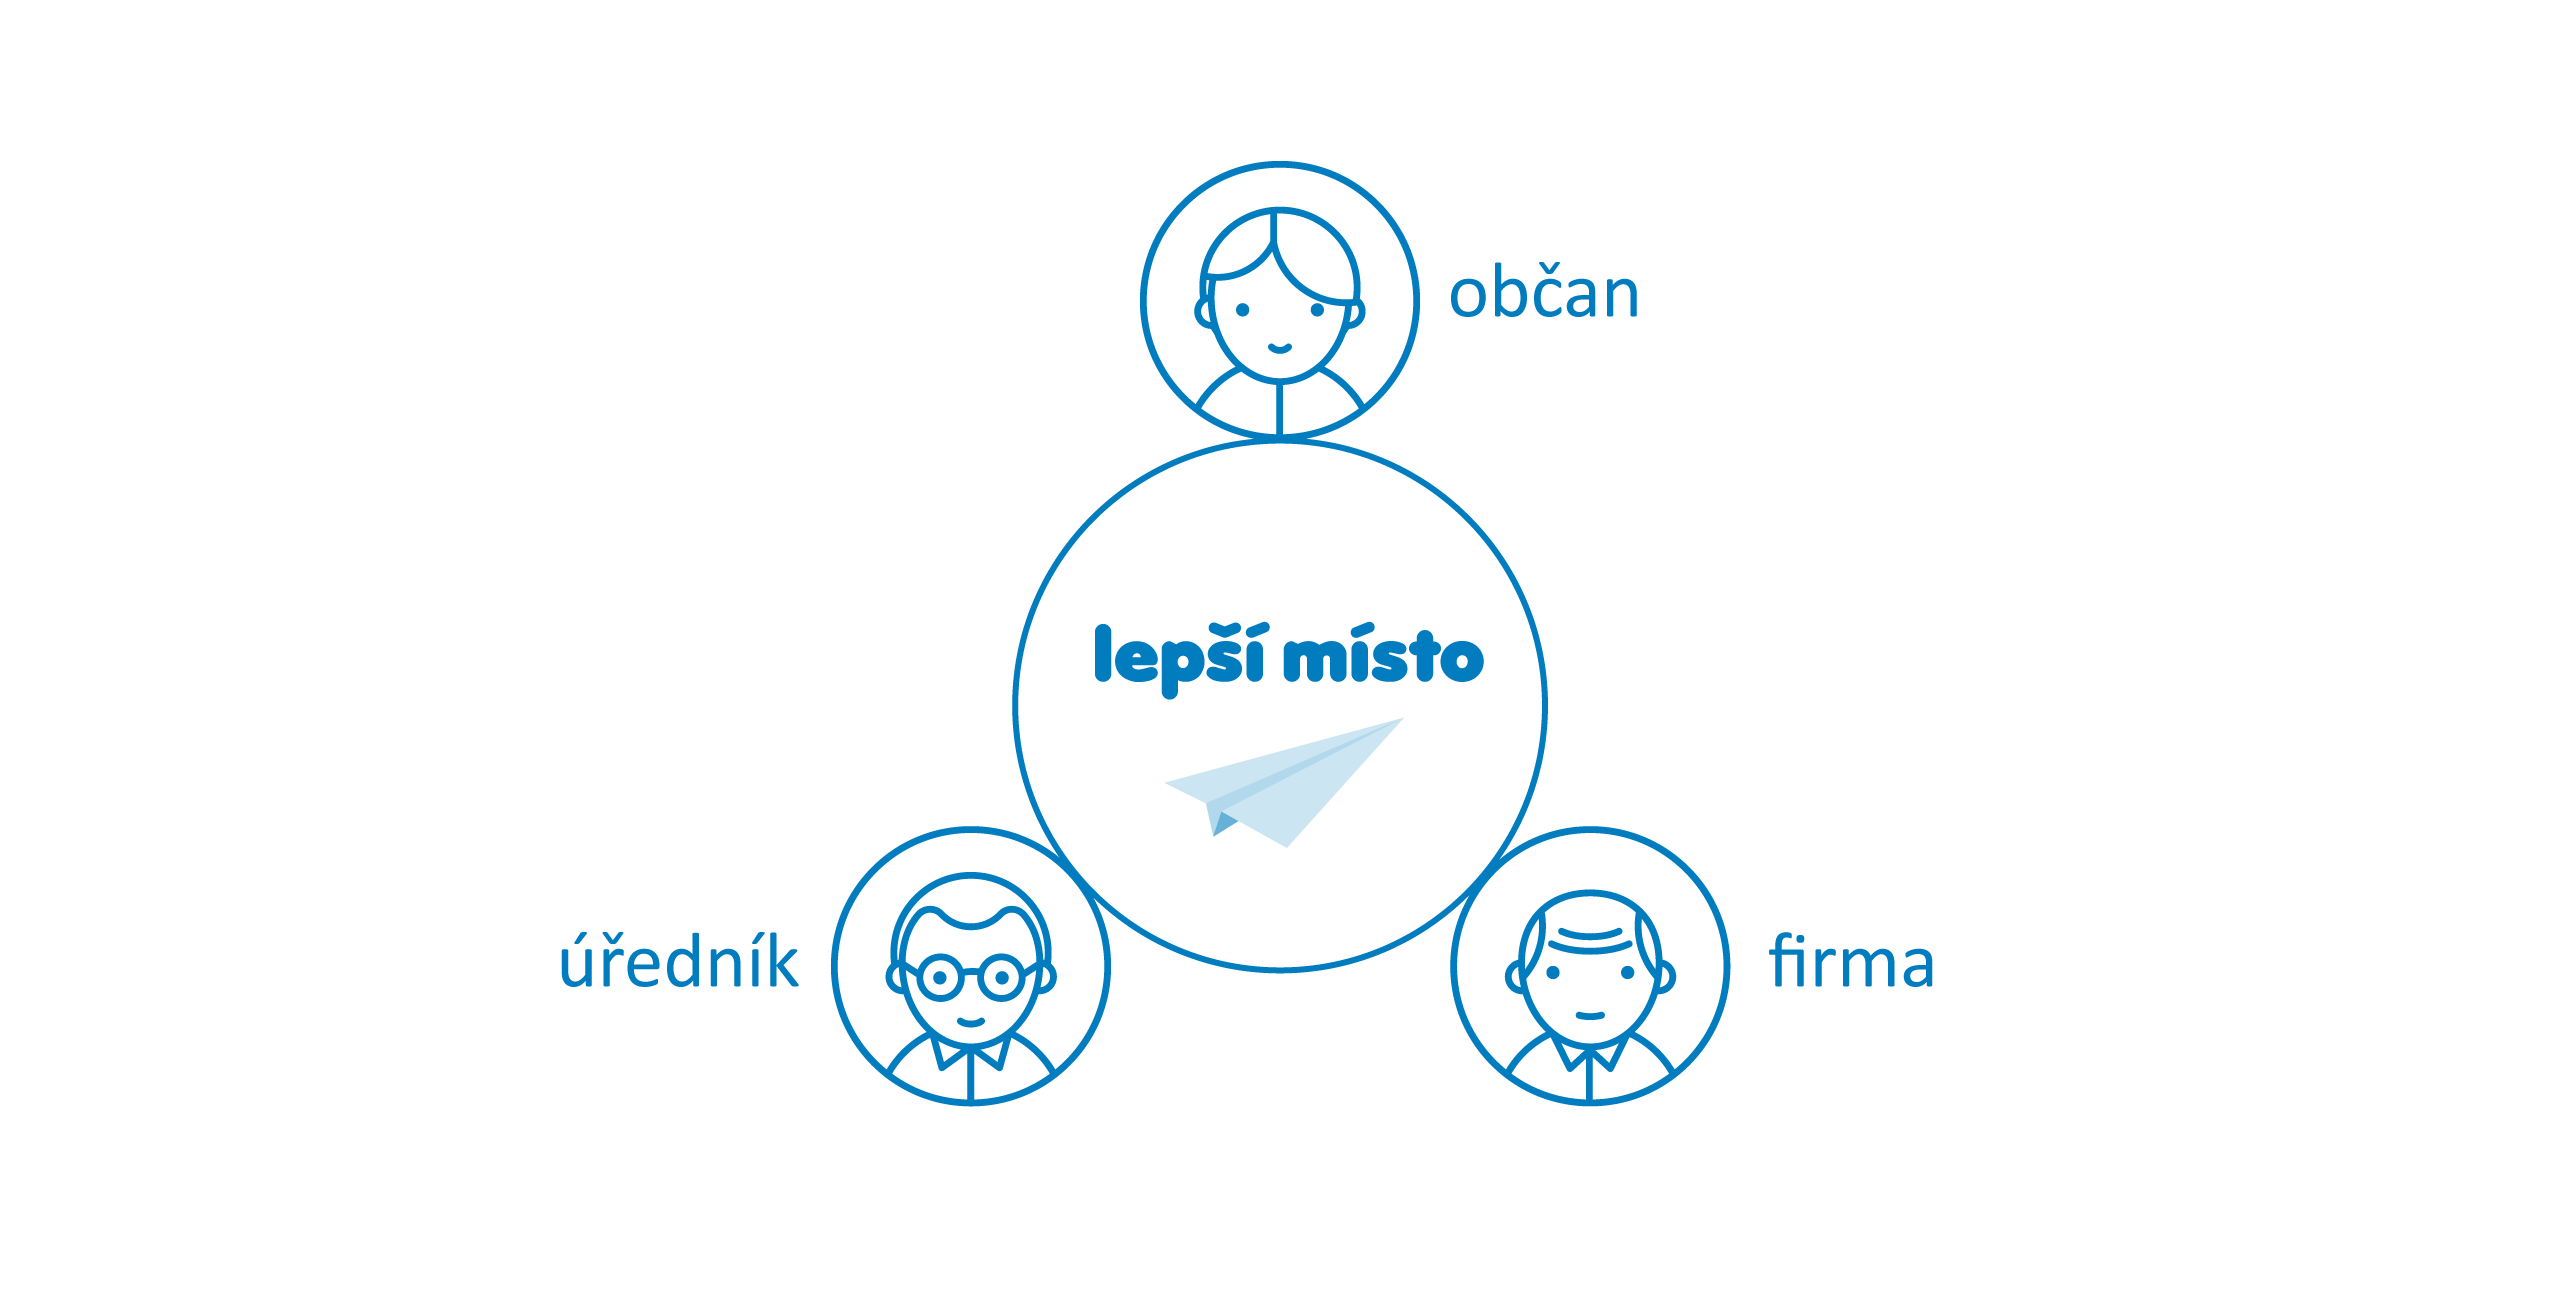 občan
lepší místo
úředník
firma